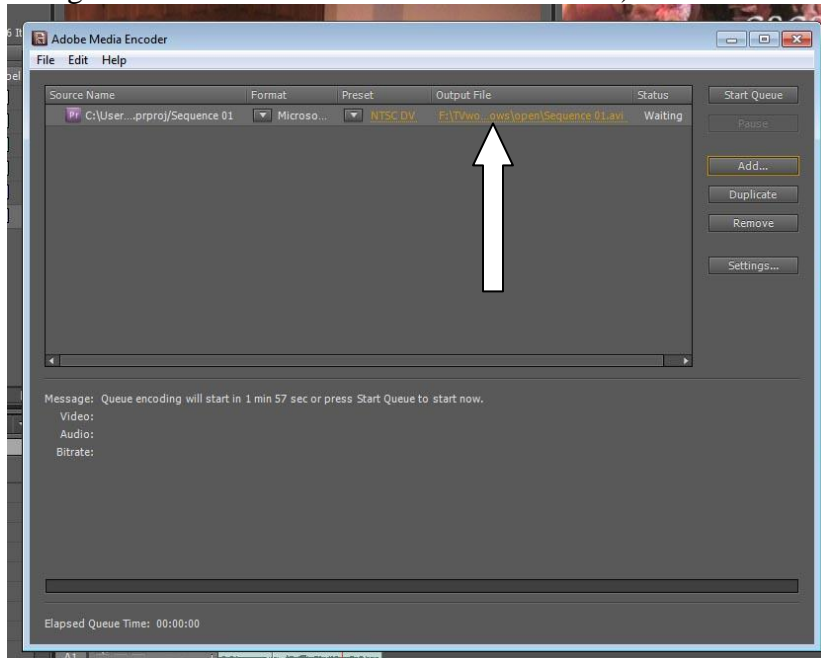 Adobe Media Encoder
File Edit Help
Source Name Format Preset Output File Status
Pr C:\User....prproj/Sequence 01 Microso... NTSC DV F:\TVwo...ows\open\Sequence 01.avi Waiting
Start Queue
Pause
Add...
Duplicate
Remove
Settings...
Message: Queue encoding will start in 1 min 57 sec or press Start Queue to start now.
Video:
Audio:
Bitrate:
Elapsed Queue Time: 00:00:00
A1